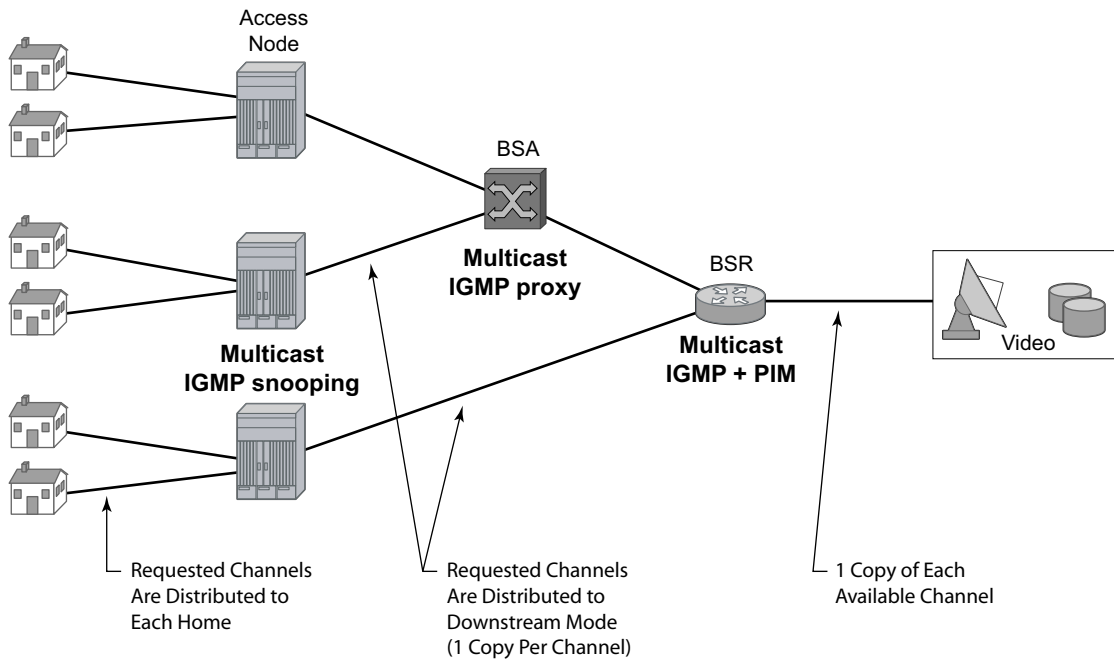 Access
Node
BSA
Multicast
IGMP proxy
BSR
Multicast
IGMP + PIM
Video
Multicast
IGMP snooping
Requested Channels
Are Distributed to
Each Home
Requested Channels
Are Distributed to
Downstream Mode
(1 Copy Per Channel)
1 Copy of Each
Available Channel